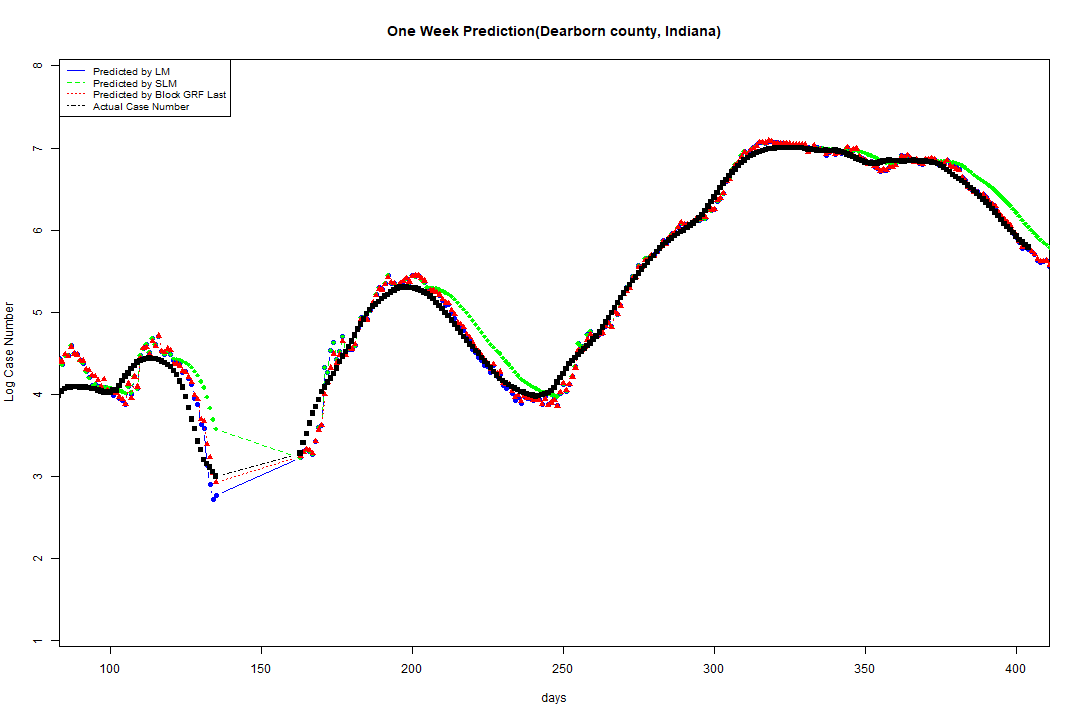 One Week Prediction(Dearborn county, Indiana)
Predicted by LM
Predicted by SLM
Predicted by Block GRF Last
Actual Case Number
Log Case Number
8
7
6
5
4
3
2
1
100 150 200 250 300 350 400
days